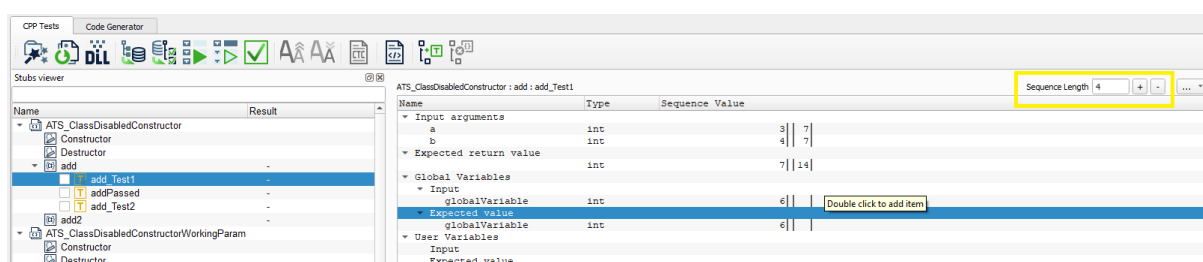 CPP Tests Code Generator
DLL A A CTC </> T
Stubs viewer
Name Result
ATS_ClassDisabledConstructor
Constructor
Destructor
add -
T add_Test1 -
T addPassed -
T add_Test2 -
add2 -
ATS_ClassDisabledConstructorWorkingParam
Constructor
Destructor
ATS_ClassDisabledConstructor : add : add_Test1
Sequence Length 4 + - ...
Name Type Sequence Value
Input arguments
a int 3|| 7|
b int 4|| 7|
Expected return value
int 7|| 14|
Global Variables
Input
globalVariable int 6|| |
Double click to add item
Expected value
globalVariable int 6|| |
User Variables
Input
Expected value